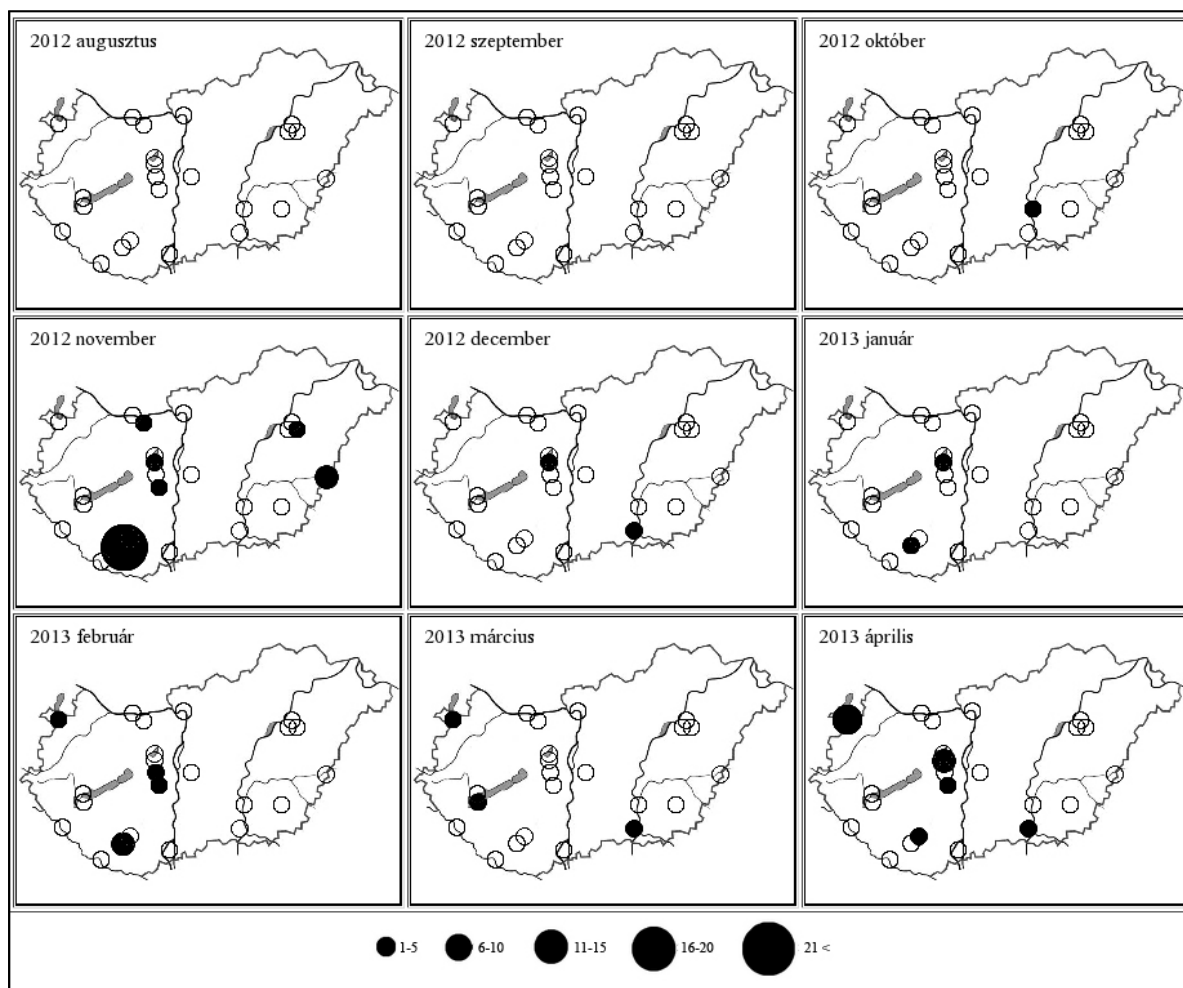 2012 augusztus
2012 szeptember
2012 október
2012 november
2012 december
2013 január
2013 február
2013 március
2013 április
1-5
6-10
11-15
16-20
21 <